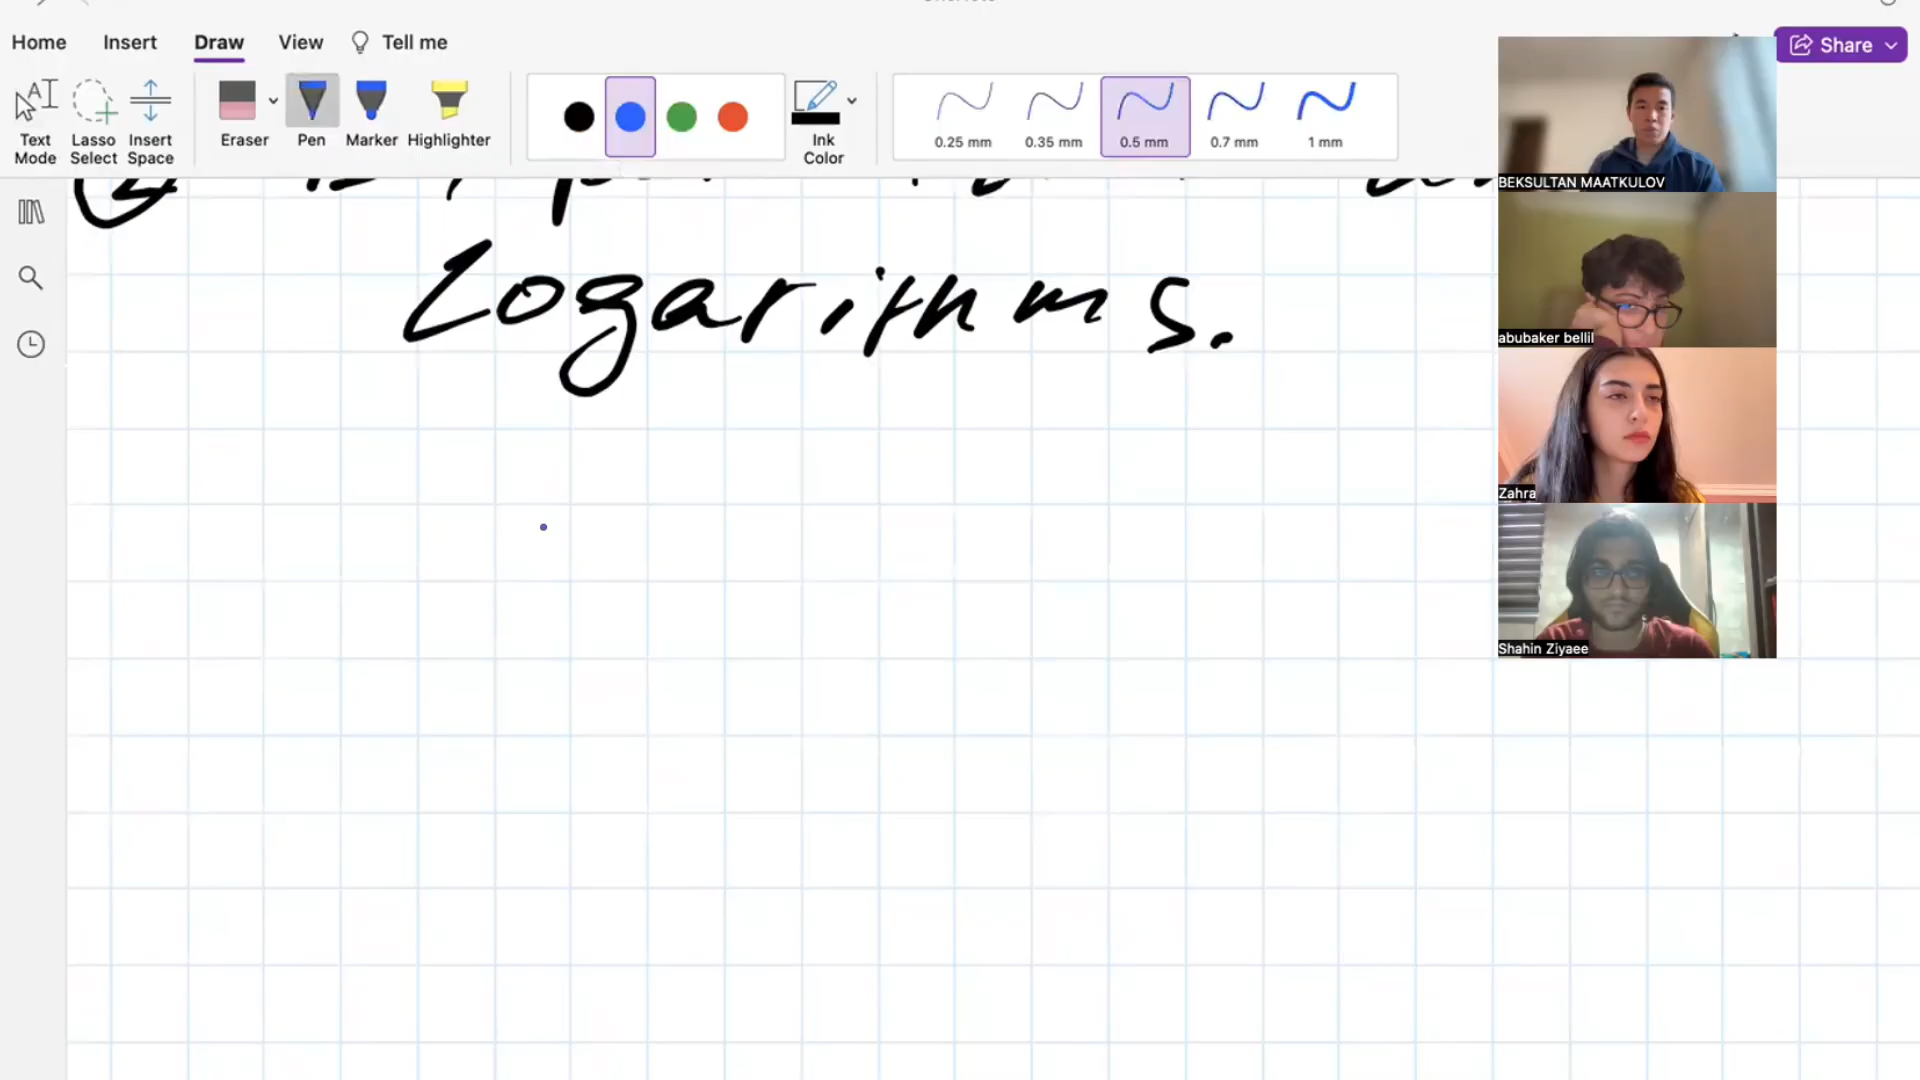 Home Insert Draw View Tell me
Share
Text Mode
Lasso Select
Insert Space
Eraser
Pen
Marker
Highlighter
Ink Color
0.25 mm
0.35 mm
0.5 mm
0.7 mm
1 mm
Logarithms.
BEKSULTAN MAATKULOV
abubaker bellil
Zahra
Shahin Ziyaee